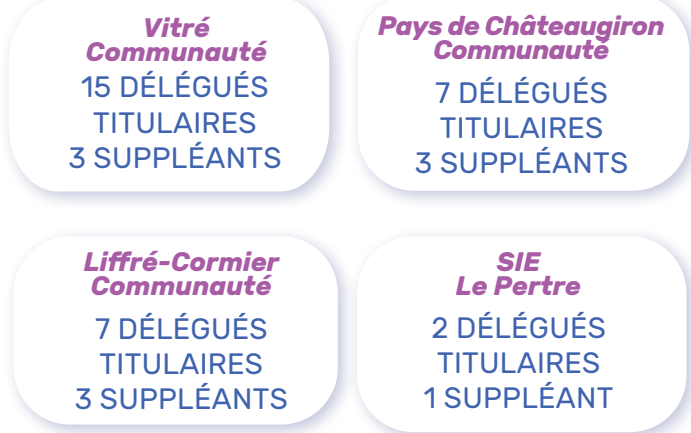 Vitré
Communauté
15 DÉLÉGUÉS
TITULAIRES
3 SUPPLÉANTS
Pays de Châteaugiron
Communauté
7 DÉLÉGUÉS
TITULAIRES
3 SUPPLÉANTS
Liffré-Cormier
Communauté
7 DÉLÉGUÉS
TITULAIRES
3 SUPPLÉANTS
SIE
Le Pertre
2 DÉLÉGUÉS
TITULAIRES
1 SUPPLÉANT